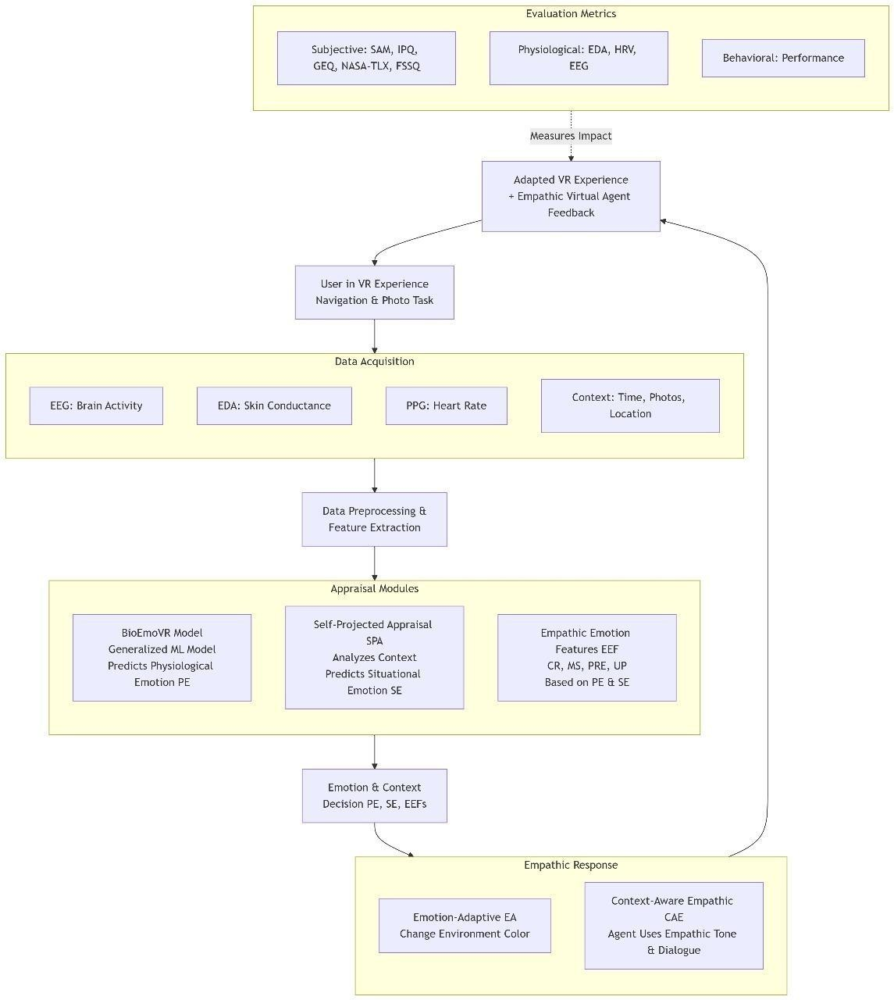 Evaluation Metrics
Subjective: SAM, IPQ,
GEQ, NASA-TLX, FSSQ
Physiological: EDA, HRV,
EEG
Behavioral: Performance
Measures Impact
Adapted VR Experience
+ Empathic Virtual Agent
Feedback
User in VR Experience
Navigation & Photo Task
Data Acquisition
EEG: Brain Activity
EDA: Skin Conductance
PPG: Heart Rate
Context: Time, Photos,
Location
Data Preprocessing &
Feature Extraction
Appraisal Modules
BioEmoVR Model
Generalized ML Model
Predicts Physiological
Emotion PE
Self-Projected Appraisal
SPA
Analyzes Context
Predicts Situational
Emotion SE
Empathic Emotion
Features EEF
CR, MS, PRE, UP
Based on PE & SE
Emotion & Context
Decision PE, SE, EEFs
Empathic Response
Emotion-Adaptive EA
Change Environment Color
Context-Aware Empathic
CAE
Agent Uses Empathic Tone
& Dialogue